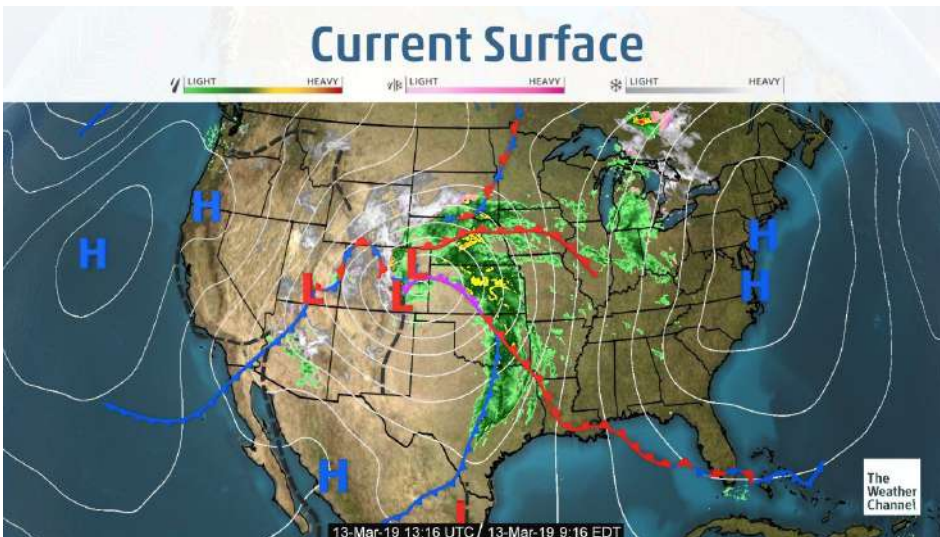 Current Surface
LIGHT HEAVY LIGHT HEAVY LIGHT HEAVY
H
H
H
L
L
L
H
H
L
The
Weather
Channel
13-Mar-19 13:16 UTC / 13-Mar-19 9:16 EDT